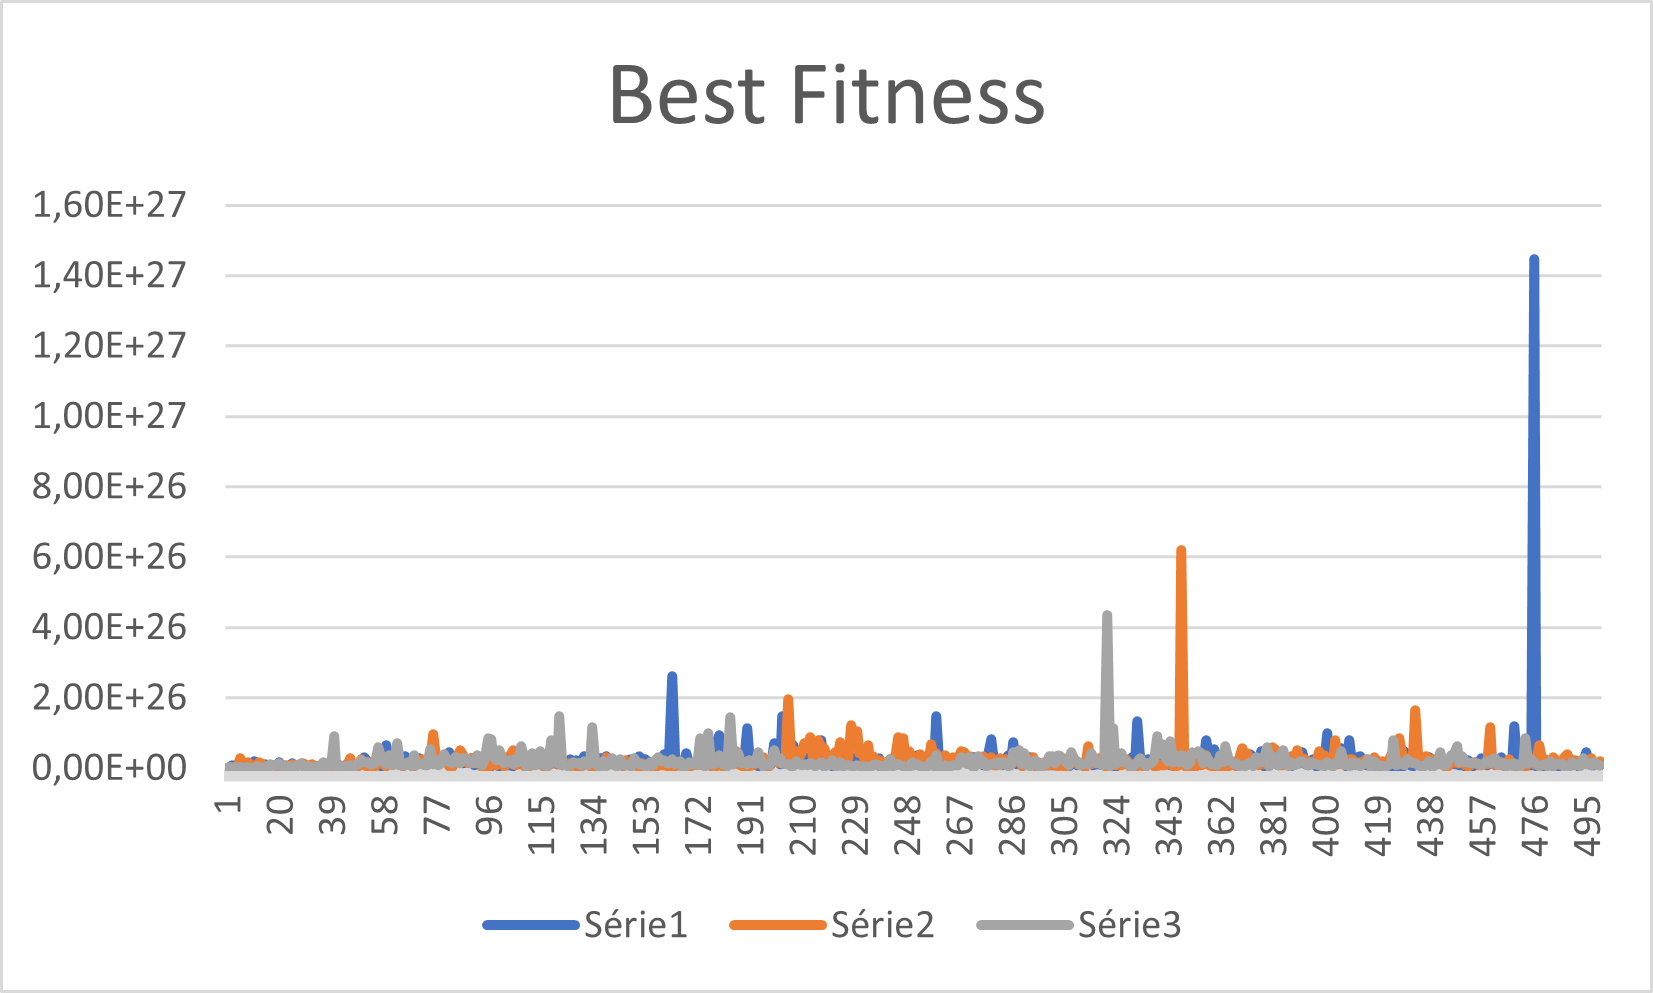 Best Fitness
1,60E+27
1,40E+27
1,20E+27
1,00E+27
8,00E+26
6,00E+26
4,00E+26
2,00E+26
0,00E+00
1 20 39 58 77 96 115 134 153 172 191 210 229 248 267 286 305 324 343 362 381 400 419 438 457 476 495
Série1 Série2 Série3